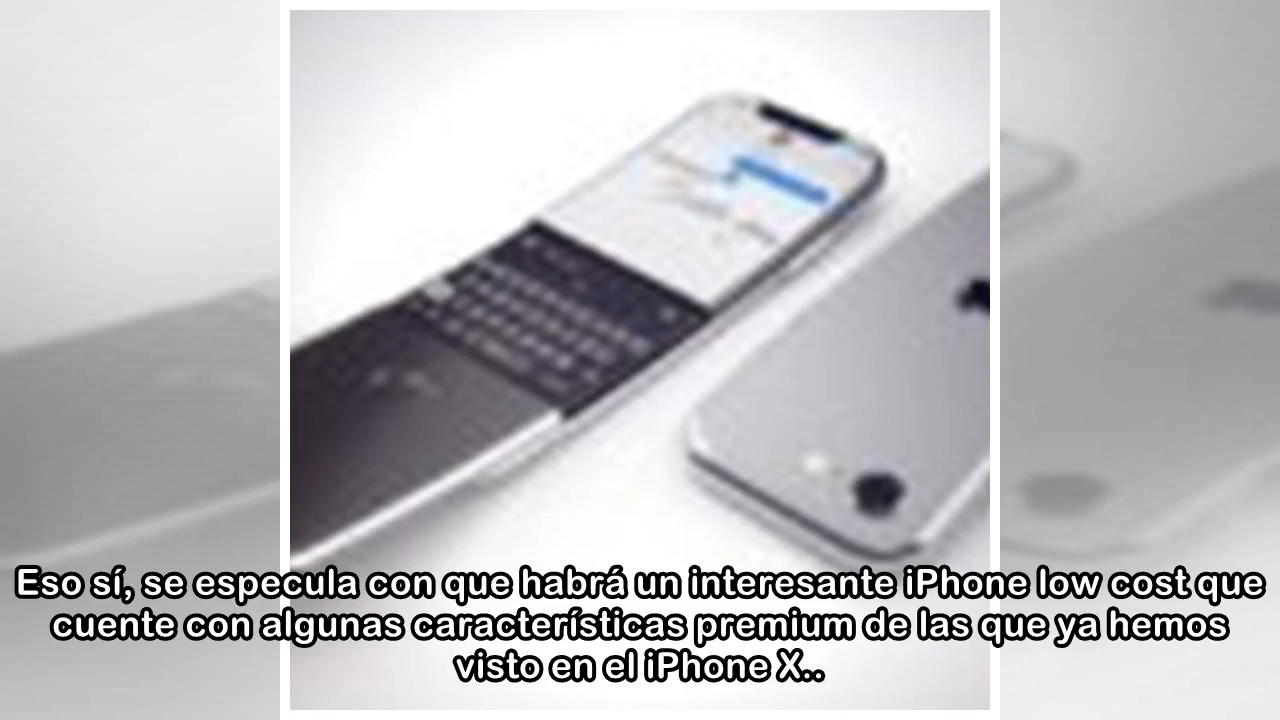 Eso sí, se especula con que habrá un interesante iPhone low cost que
cuente con algunas características premium de las que ya hemos
visto en el iPhone X..